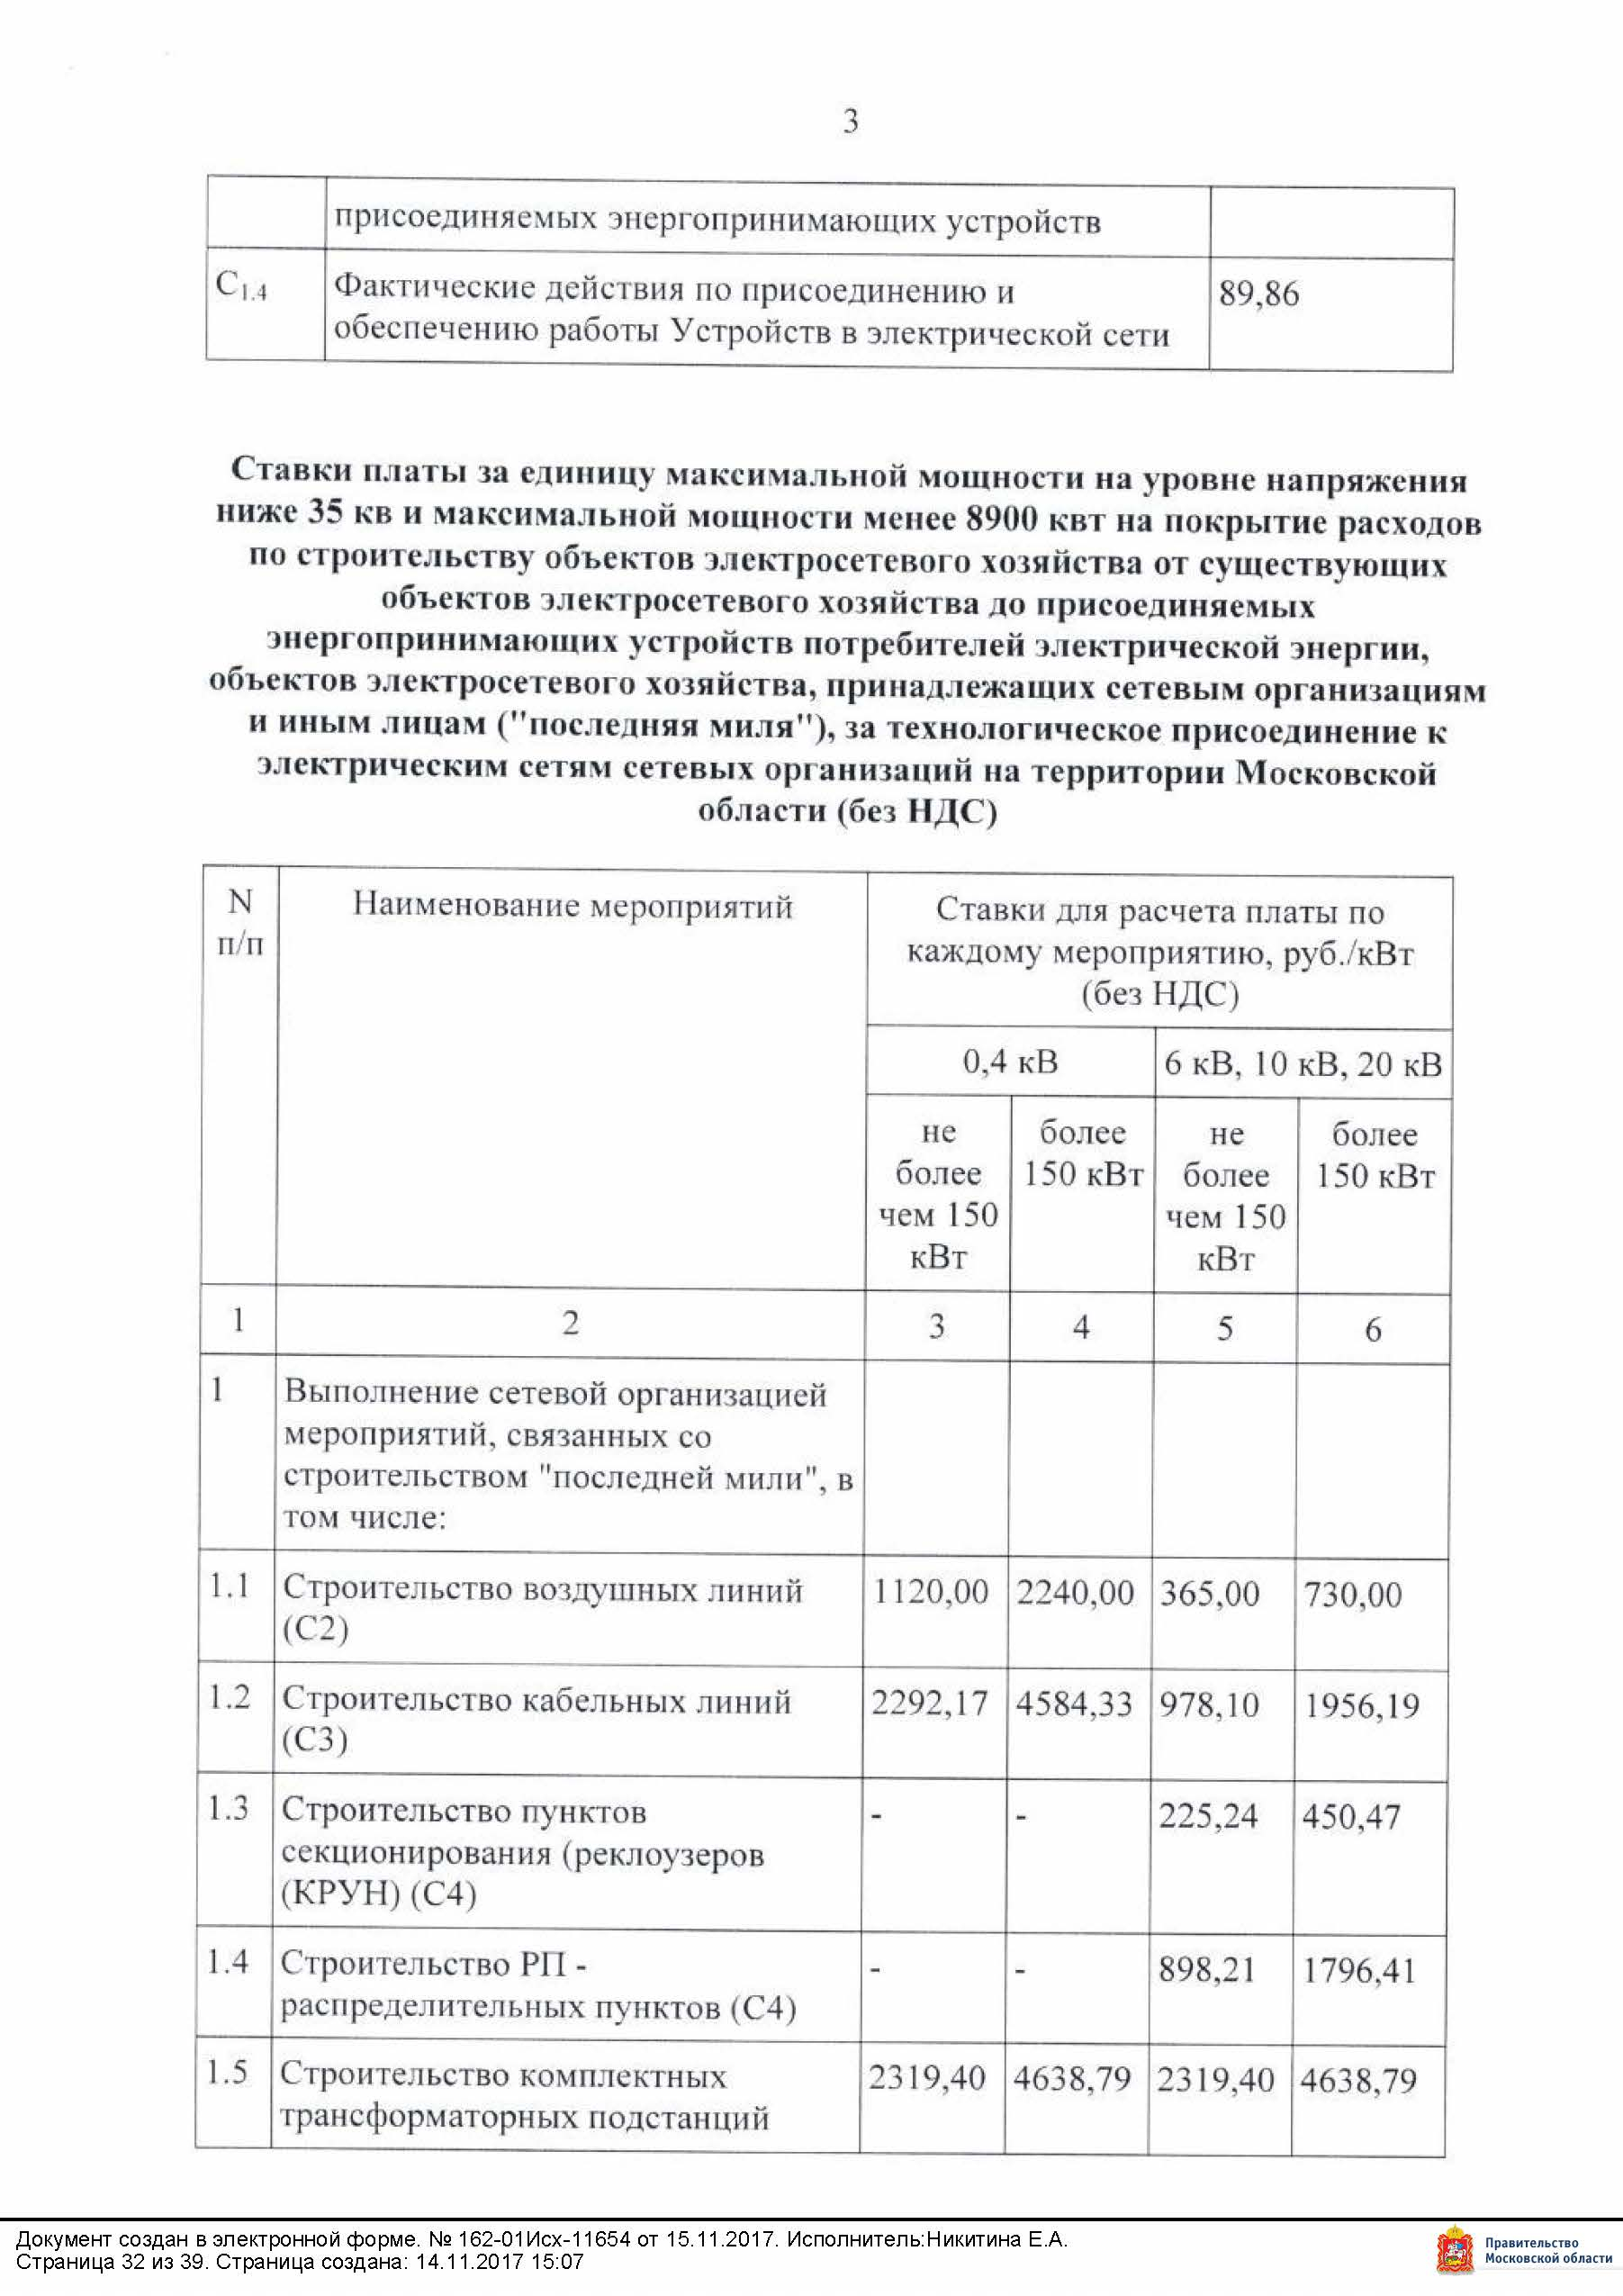 3
присоединяемых энергопринимающих устройств
С1.4 Фактические действия по присоединению и 89,86
обеспечению работы Устройств в электрической сети
Ставки платы за единицу максимальной мощности на уровне напряжения
ниже 35 кв и максимальной мощности менее 8900 квт на покрытие расходов
по строительству объектов электросетевого хозяйства от существующих
объектов электросетевого хозяйства до присоединяемых
энергопринимающих устройств потребителей электрической энергии,
объектов электросетевого хозяйства, принадлежащих сетевым организациям
и иным лицам ("последняя миля"), за технологическое присоединение к
электрическим сетям сетевых организаций на территории Московской
области (без НДС)
N
п/п
Наименование мероприятий
Ставки для расчета платы по
каждому мероприятию, руб./кВт
(без НДС)
0,4 кВ 6 кВ, 10 кВ, 20 кВ
не
более
чем 150
кВт
более
150 кВт
не
более
чем 150
кВт
более
150 кВт
1 2 3 4 5 6
1 Выполнение сетевой организацией
мероприятий, связанных со
строительством "последней мили", в
том числе:
1.1 Строительство воздушных линий 1120,00 2240,00 365,00 730,00
(С2)
1.2 Строительство кабельных линий 2292,17 4584,33 978,10 1956,19
(С3)
1.3 Строительство пунктов - - 225,24 450,47
секционирования (реклоузеров
(КРУН) (С4)
1.4 Строительство РП - - - 898,21 1796,41
распределительных пунктов (С4)
1.5 Строительство комплектных 2319,40 4638,79 2319,40 4638,79
трансформаторных подстанций
Документ создан в электронной форме. № 162-01Исх-11654 от 15.11.2017. Исполнитель:Никитина Е.А.
Страница 32 из 39. Страница создана: 14.11.2017 15:07
Правительство
Московской области